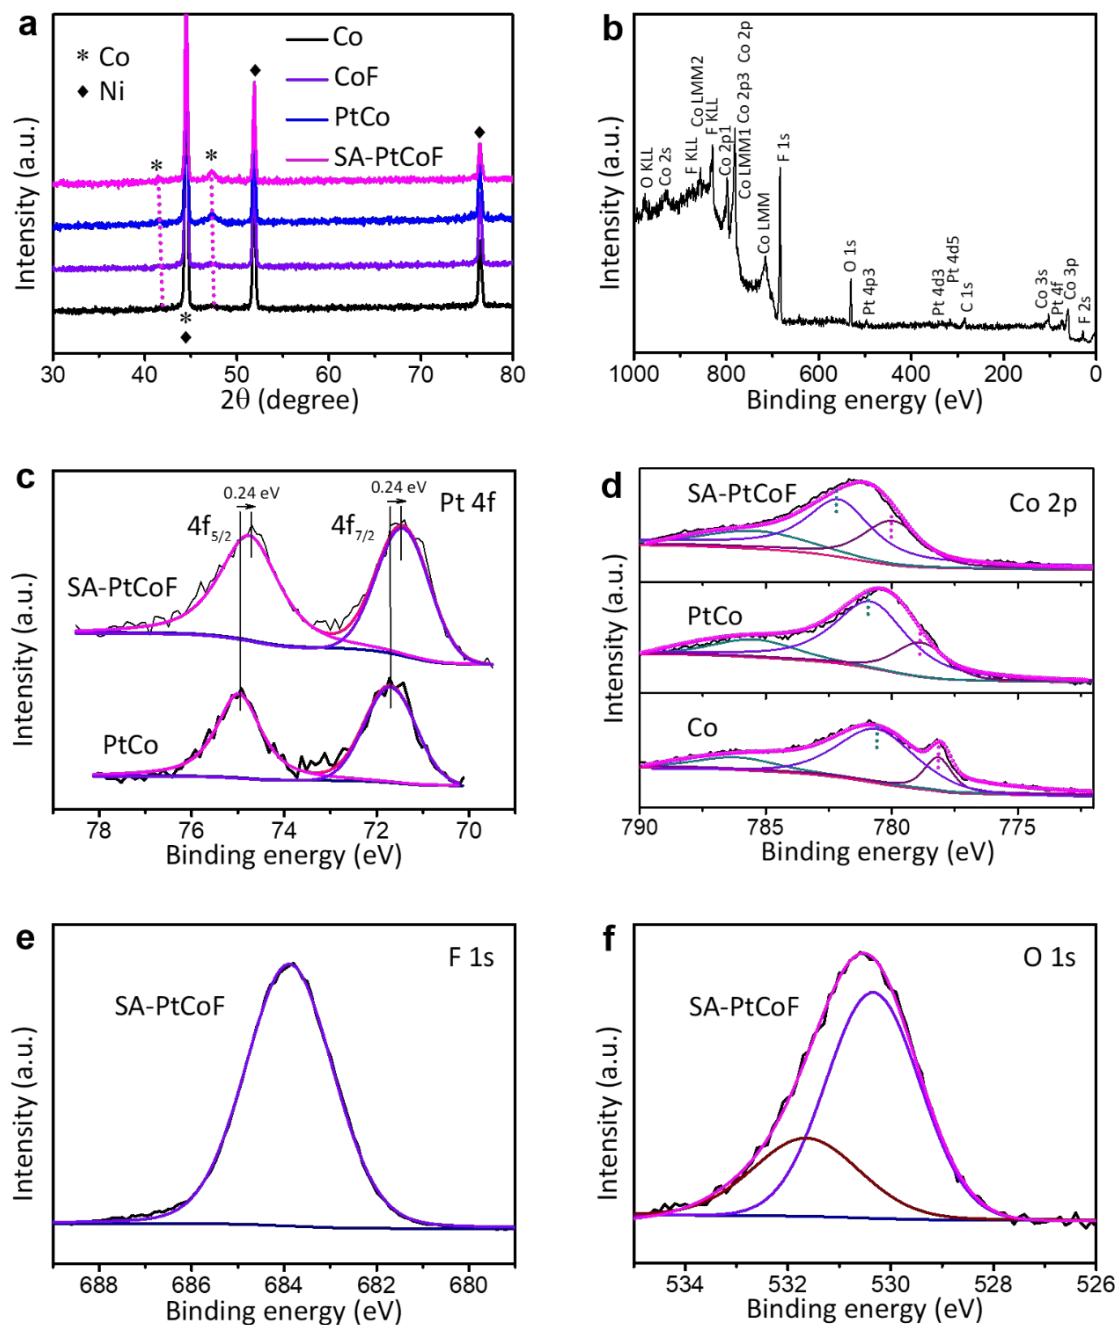 a
* Co
♦ Ni
Co
CoF
PtCo
SA-PtCoF
*
*
♦
♦
*
♦
Intensity (a.u.)
30 40 50 60 70 80
2θ (degree)
b
O KLL
Co 2s
F KLL
Co LMM2
F KLL
Co 2p1
Co LMM1 Co 2p3 Co 2p
Co LMM
F 1s
O 1s
Pt 4p3
Pt 4d3
Pt 4d5
C 1s
Co 3s
Pt 4f
Co 3p
F 2s
Intensity (a.u.)
1000 800 600 400 200 0
Binding energy (eV)
c
Pt 4f
0.24 eV
0.24 eV
4f5/2
4f7/2
SA-PtCoF
PtCo
Intensity (a.u.)
78 76 74 72 70
Binding energy (eV)
d
Co 2p
SA-PtCoF
PtCo
Co
Intensity (a.u.)
790 785 780 775
Binding energy (eV)
e
F 1s
SA-PtCoF
Intensity (a.u.)
688 686 684 682 680
Binding energy (eV)
f
O 1s
SA-PtCoF
Intensity (a.u.)
534 532 530 528 526
Binding energy (eV)